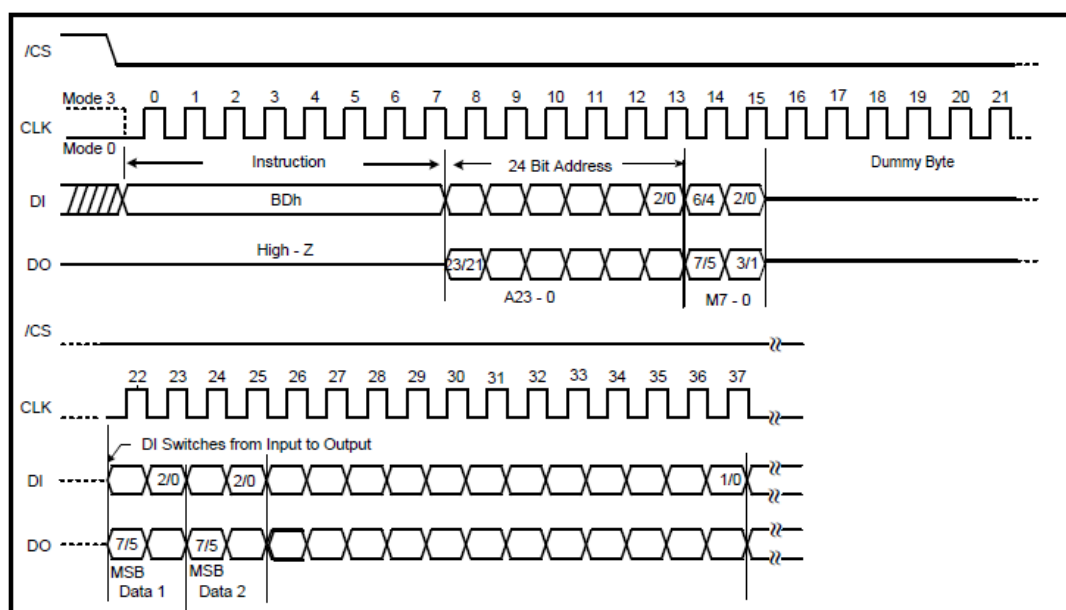 /CS
Mode 3 0 1 2 3 4 5 6 7 8 9 10 11 12 13 14 15 16 17 18 19 20 21
CLK
Mode 0
Instruction 24 Bit Address Dummy Byte
DI BDh 2/0 6/4 2/0
High - Z
DO 23/21 7/5 3/1
A23 - 0 M7 - 0
/CS
22 23 24 25 26 27 28 29 30 31 32 33 34 35 36 37
CLK
DI Switches from Input to Output
DI 2/0 2/0 1/0
DO 7/5 7/5
MSB MSB
Data 1 Data 2